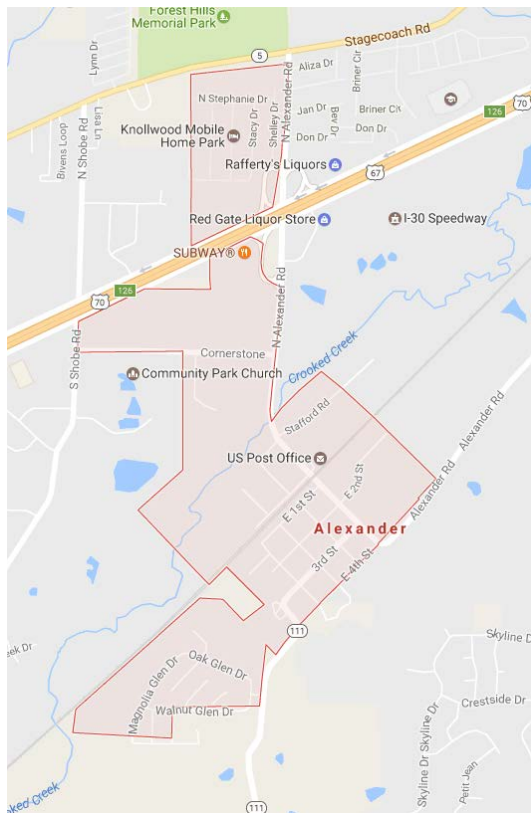 Forest Hills
Memorial Park
Stagecoach Rd
5
Lynn Dr
Aliza Dr
N Alexander Rd
Briner Cir
N Stephanie Dr
Stacy Dr
Shelley Dr
Jan Dr
Bev Dr
Briner Cir
Don Dr
Don Dr
70
126
Lisa Ln
Bivens Loop
N Shobe Rd
Knollwood Mobile
Home Park
Rafferty's Liquors
67
Red Gate Liquor Store
I-30 Speedway
SUBWAY®
126
70
N Alexander Rd
S Shobe Rd
Cornerstone
Crooked Creek
Community Park Church
Stafford Rd
Alexander Rd
US Post Office
Alexander Rd
E 2nd St
E 1st St
Alexander
3rd St
E 4th St
111
Skyline D
eek Dr
Oak Glen Dr
Magnolia Glen Dr
Walnut Glen Dr
Crestside Dr
Skyline Dr
Skyline Dr
Petit Jean
ooked Creek
111